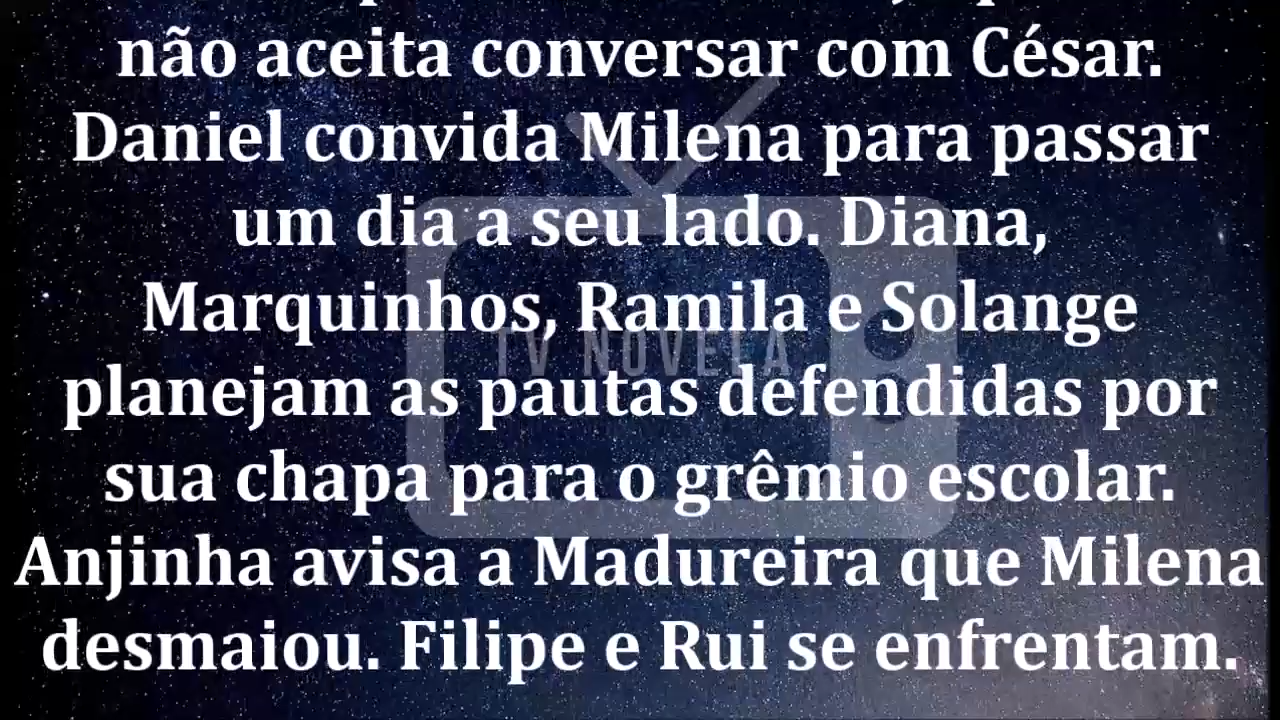 não aceita conversar com César.
Daniel convida Milena para passar
um dia a seu lado. Diana,
Marquinhos, Ramila e Solange
TV NOVELA
planejam as pautas defendidas por
sua chapa para o grêmio escolar.
Anjinha avisa a Madureira que Milena
desmaiou. Filipe e Rui se enfrentam.